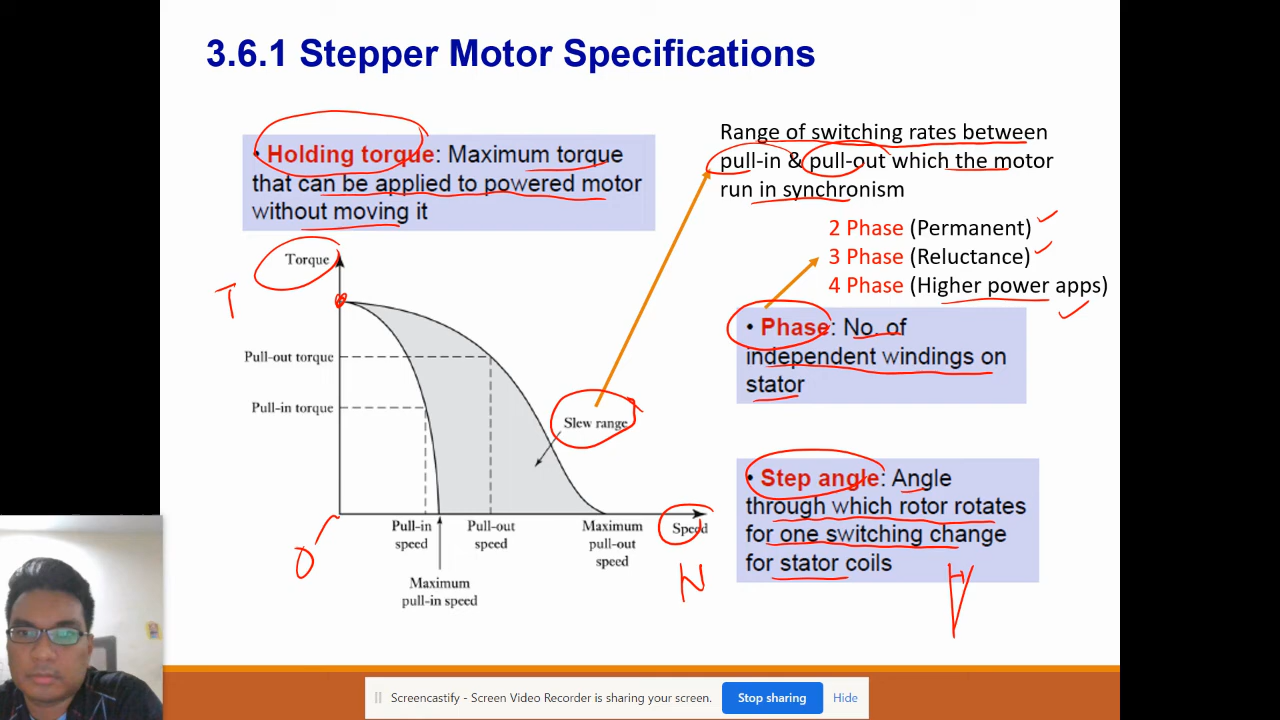 3.6.1 Stepper Motor Specifications
• Holding torque: Maximum torque
that can be applied to powered motor
without moving it
Range of switching rates between
pull-in & pull-out which the motor
run in synchronism
2 Phase (Permanent)
3 Phase (Reluctance)
4 Phase (Higher power apps)
• Phase: No. of
independent windings on
stator
• Step angle: Angle
through which rotor rotates
for one switching change
for stator coils
Torque
T
Pull-out torque
Pull-in torque
Slew range
Pull-in
speed
Pull-out
speed
Maximum
pull-out
speed
Speed
Maximum
pull-in speed
0
N
Screencastify - Screen Video Recorder is sharing your screen.
Stop sharing
Hide